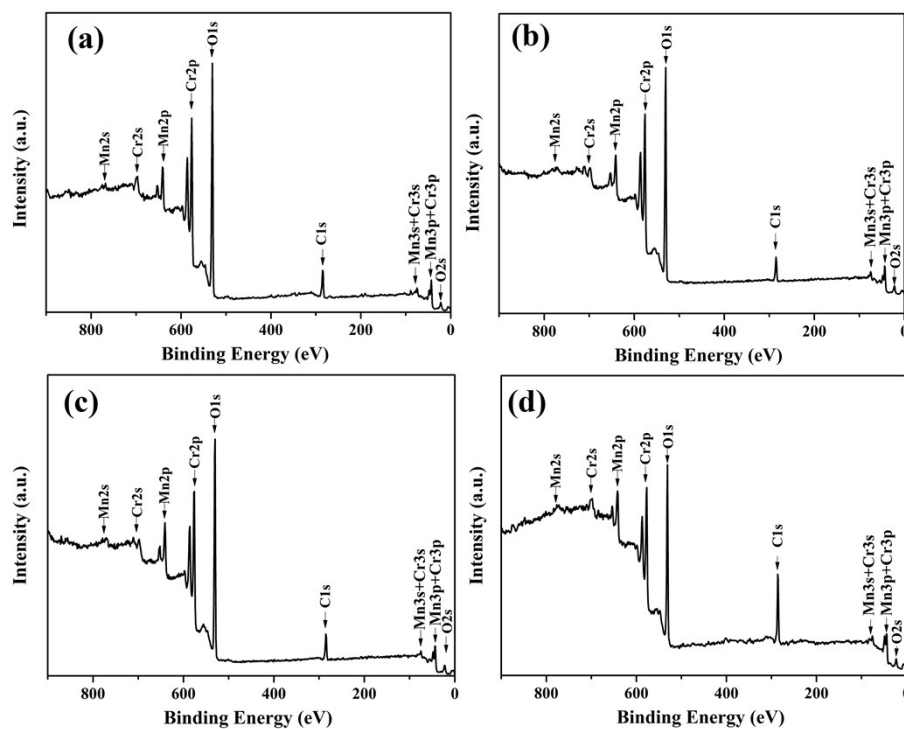 (a)
O1s
Cr2p
Mn2p
Cr2s
Mn2s
C1s
Mn3s+Cr3s
Mn3p+Cr3p
O2s
Intensity (a.u.)
800 600 400 200 0
Binding Energy (eV)
(b)
O1s
Cr2p
Mn2p
Cr2s
Mn2s
C1s
Mn3s+Cr3s
Mn3p+Cr3p
O2s
Intensity (a.u.)
800 600 400 200 0
Binding Energy (eV)
(c)
O1s
Cr2p
Mn2p
Cr2s
Mn2s
C1s
Mn3s+Cr3s
Mn3p+Cr3p
O2s
Intensity (a.u.)
800 600 400 200 0
Binding Energy (eV)
(d)
O1s
Cr2p
Mn2p
Cr2s
Mn2s
C1s
Mn3s+Cr3s
Mn3p+Cr3p
O2s
Intensity (a.u.)
800 600 400 200 0
Binding Energy (eV)